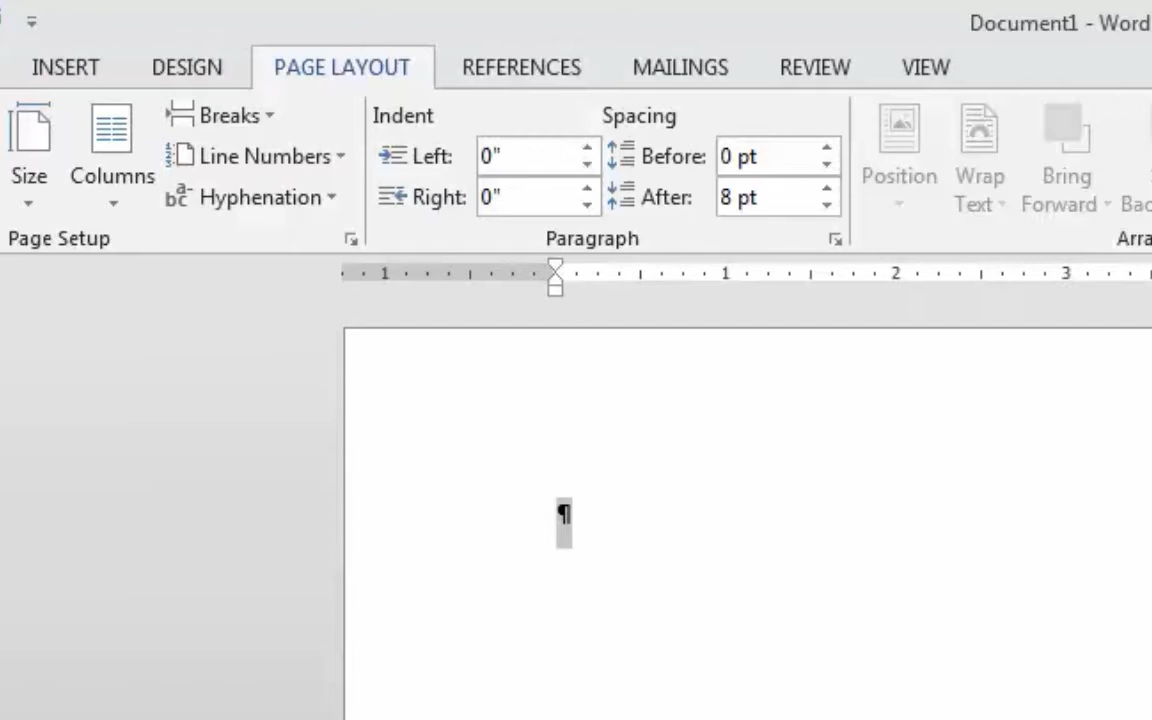 Document1 - Word
INSERT DESIGN PAGE LAYOUT REFERENCES MAILINGS REVIEW VIEW
Breaks Indent Spacing
Line Numbers Left: 0" Before: 0 pt
Size Columns Position Wrap Bring
Hyphenation Right: 0" After: 8 pt Text Forward Bac
Page Setup Paragraph Arra
1 1 2 3
¶